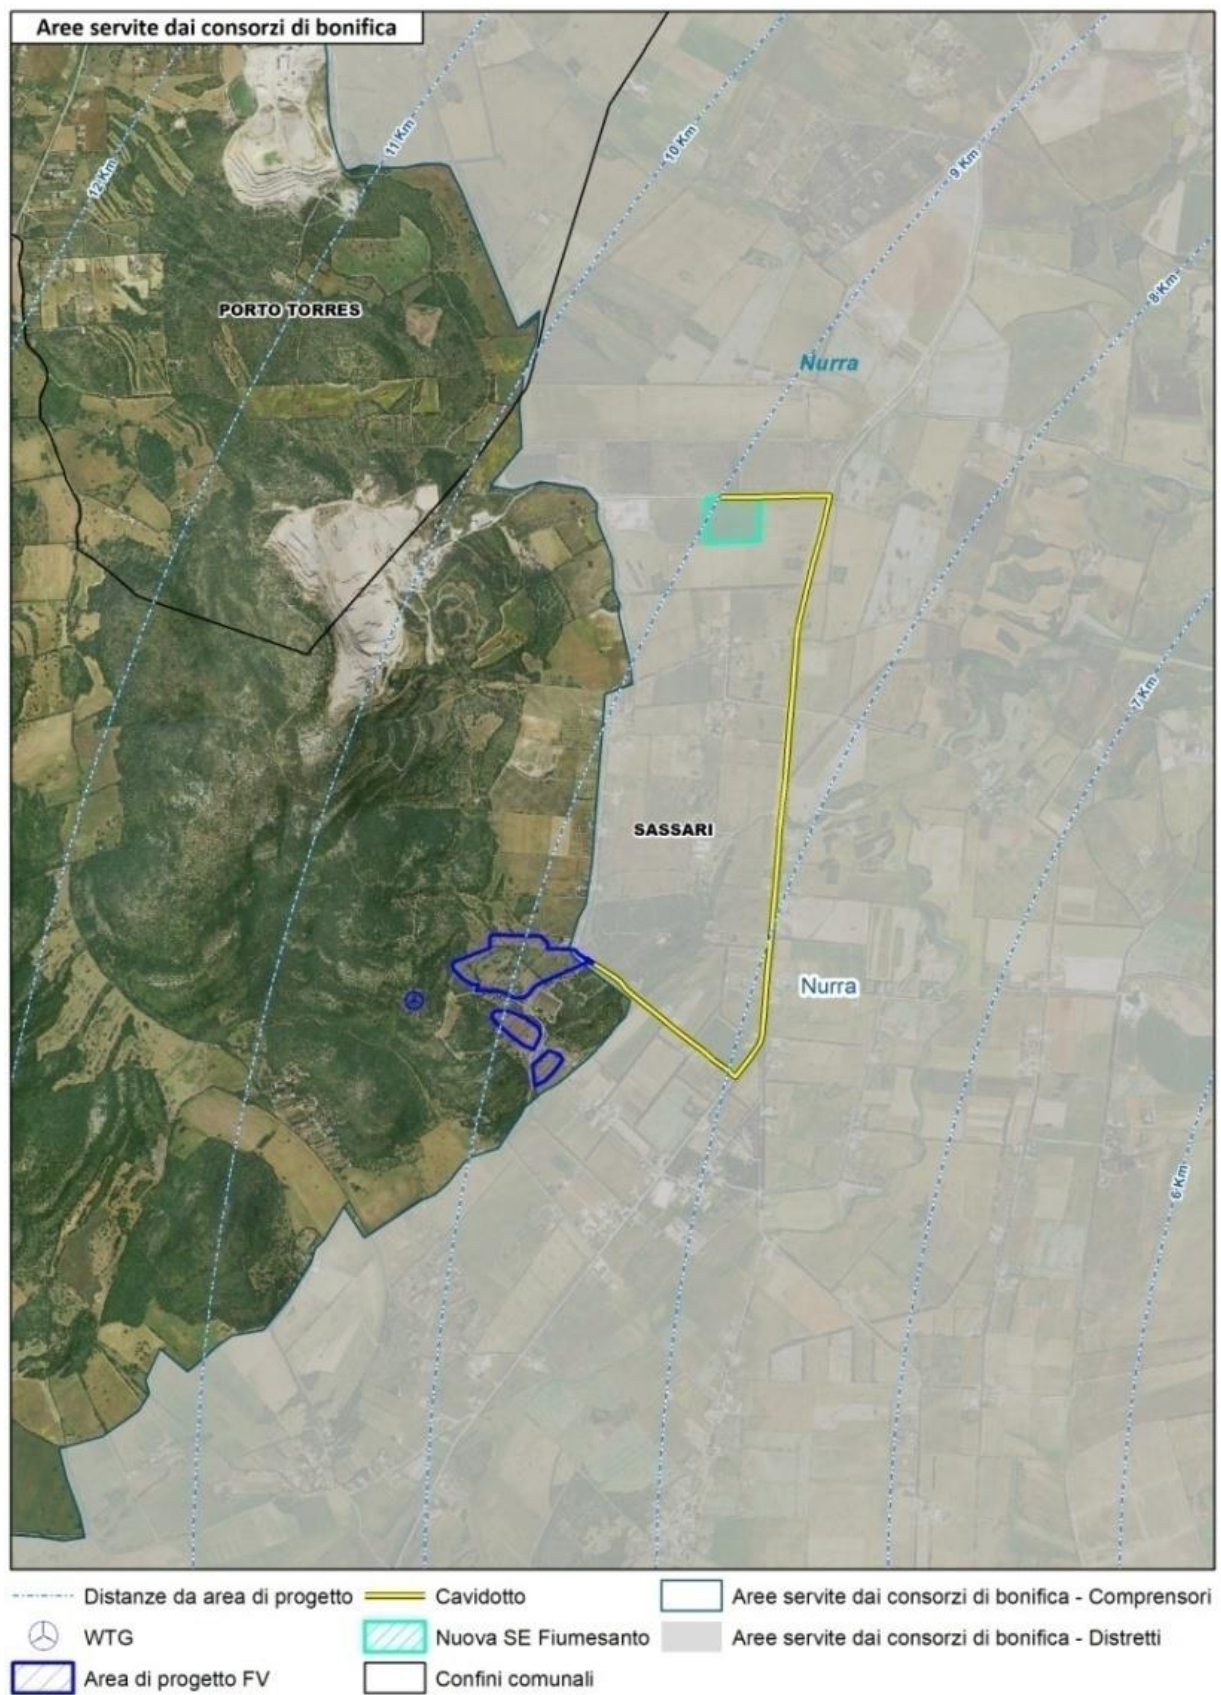 Aree servite dai consorzi di bonifica
12 Km
11 Km
10 Km
9 Km
8 Km
PORTO TORRES
Nurra
7 Km
SASSARI
Nurra
6 Km
Distanze da area di progetto
Cavidotto
Aree servite dai consorzi di bonifica - Comprensori
WTG
Nuova SE Fiumesanto
Aree servite dai consorzi di bonifica - Distretti
Area di progetto FV
Confini comunali